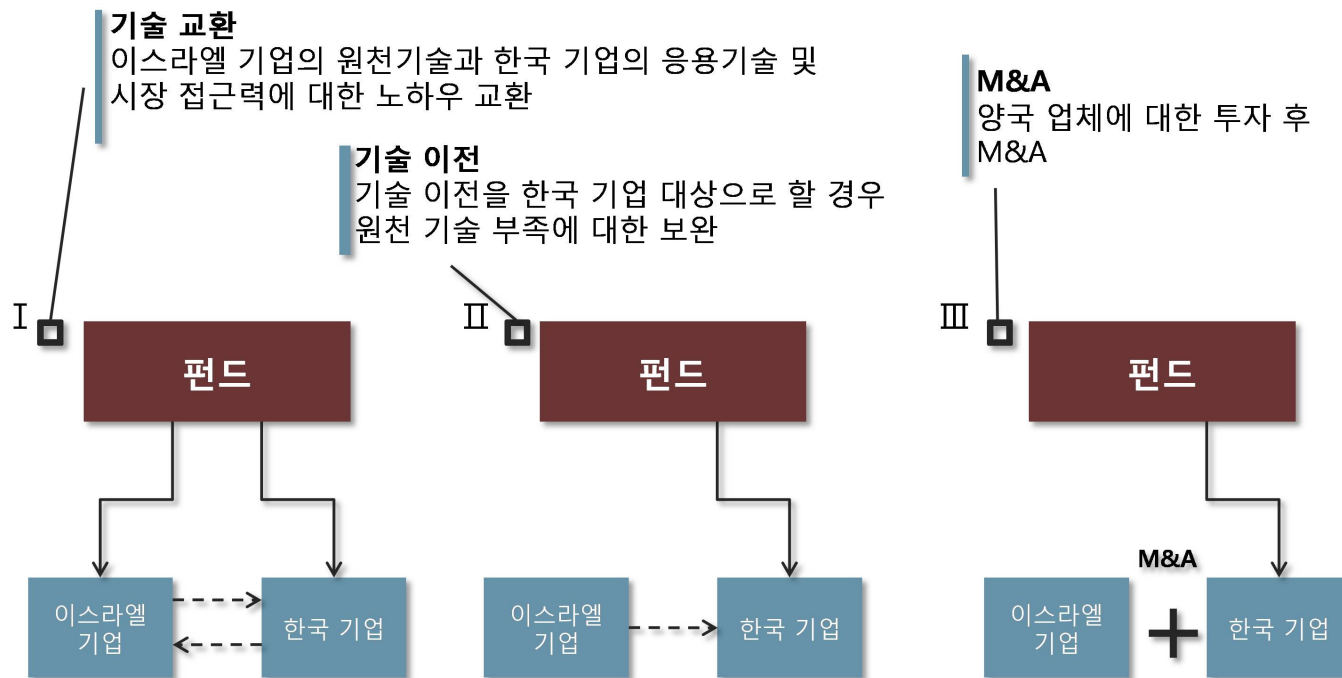 기술 교환
이스라엘 기업의 원천기술과 한국 기업의 응용기술 및
시장 접근력에 대한 노하우 교환
기술 이전
기술 이전을 한국 기업 대상으로 할 경우
원천 기술 부족에 대한 보완
M&A
양국 업체에 대한 투자 후
M&A
Ⅰ
펀드
이스라엘
기업
한국 기업
Ⅱ
펀드
이스라엘
기업
한국 기업
Ⅲ
펀드
M&A
이스라엘
기업
+
한국 기업